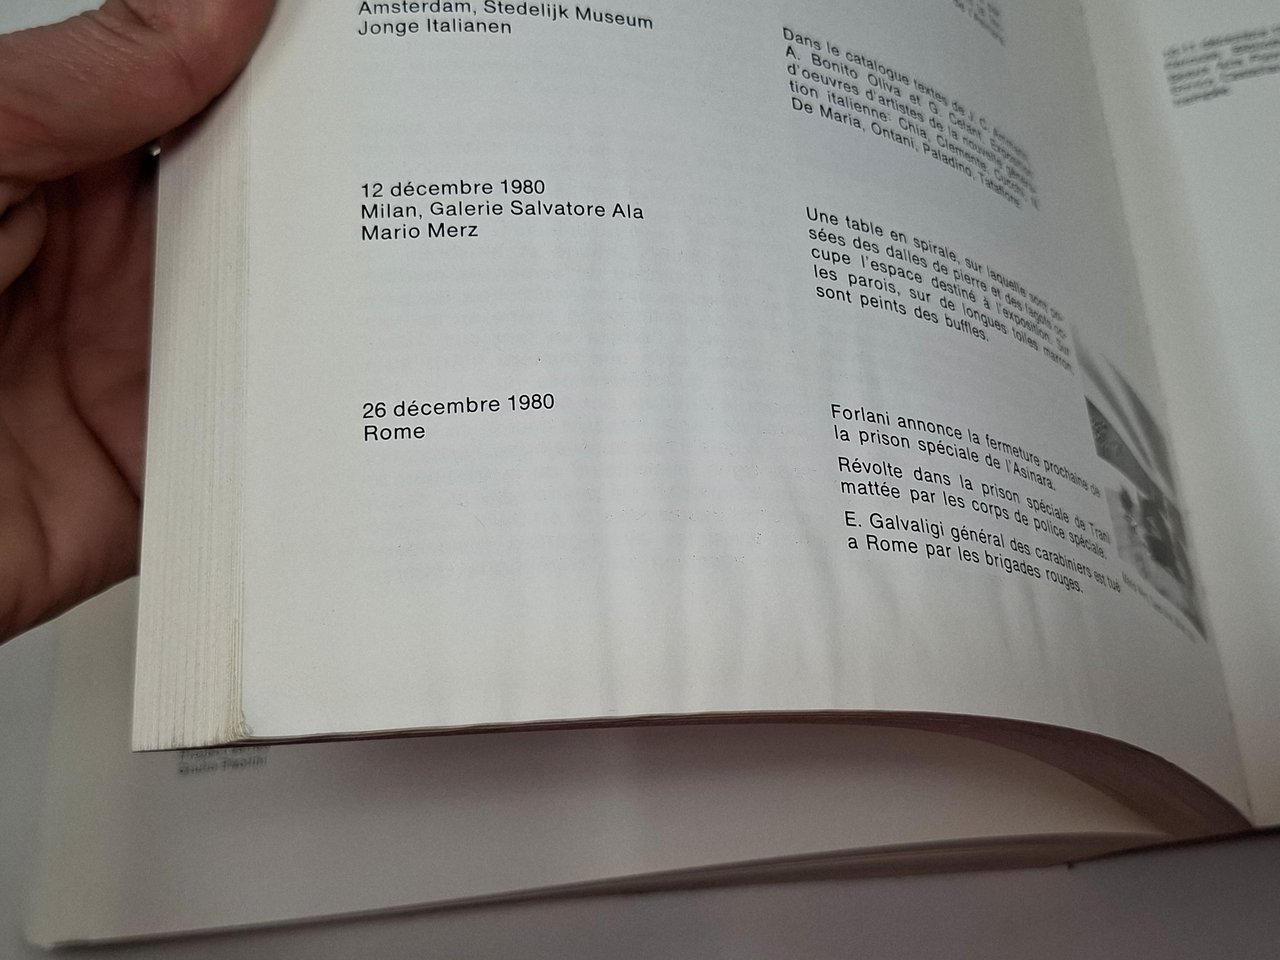 Amsterdam, Stedelijk Museum
Jonge Italianen
Dans le catalogue textes de J. C. Ammann,
A. Bonito Oliva et G. Celant. Exposition
d'oeuvres d'artistes de la nouvelle généra-
tion italienne: Chia, Clemente, Cucchi, N.
De Maria, Ontani, Paladino, Tatafiore.
12 décembre 1980
Milan, Galerie Salvatore Ala
Mario Merz
Une table en spirale, sur laquelle sont po-
sées des dalles de pierre et des fagots oc-
cupe l'espace destiné à l'exposition. Sur
les parois, sur de longues toiles marron
sont peints des buffles.
26 décembre 1980
Rome
Forlani annonce la fermeture prochaine de
la prison spéciale de l'Asinara.
Révolte dans la prison spéciale de Trani
mattée par les corps de police spéciale.
E. Galvaligi général des carabiniers est tué
a Rome par les brigades rouges.
Giulio Paolini